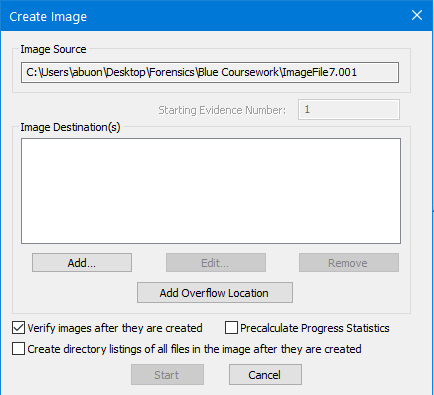 Create Image
Image Source
C:\Users\abuon\Desktop\Forensics\Blue Coursework\ImageFile7.001
Starting Evidence Number: 1
Image Destination(s)
Add... Edit... Remove
Add Overflow Location
Verify images after they are created Precalculate Progress Statistics
Create directory listings of all files in the image after they are created
Start Cancel